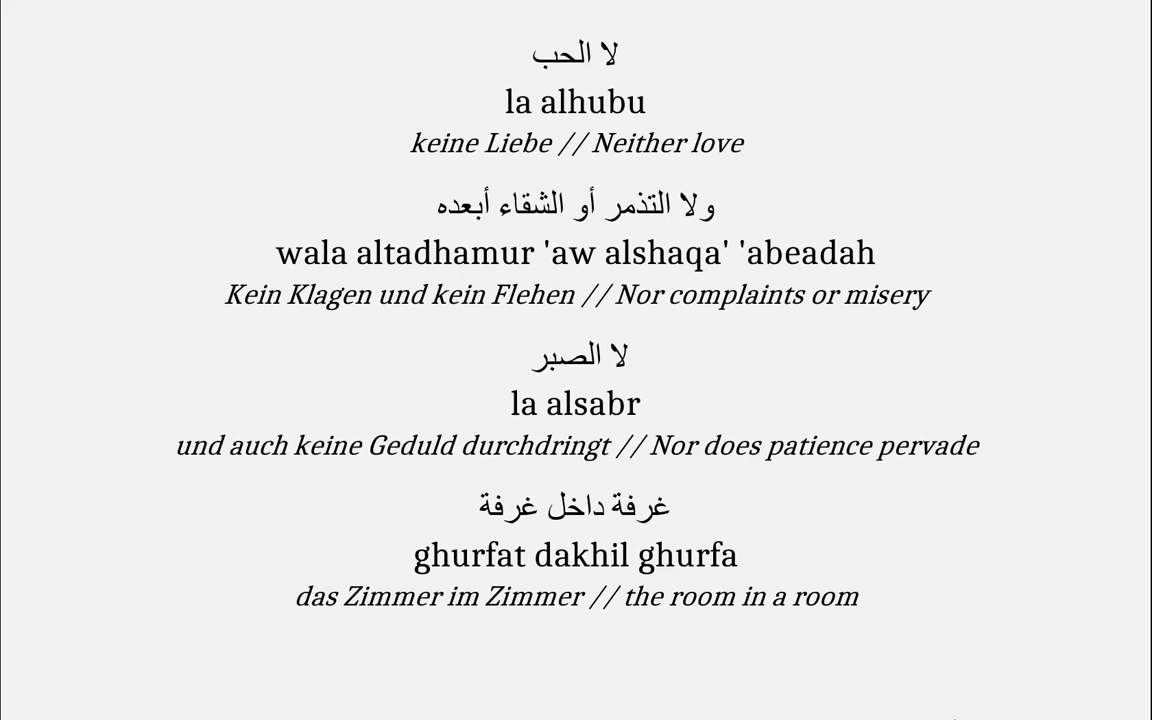 لا الحب
la alhubu
keine Liebe // Neither love
ولا التذمر أو الشقاء أبعده
wala altadhamur 'aw alshaqa' 'abeadah
Kein Klagen und kein Flehen // Nor complaints or misery
لا الصبر
la alsabr
und auch keine Geduld durchdringt // Nor does patience pervade
غرفة داخل غرفة
ghurfat dakhil ghurfa
das Zimmer im Zimmer // the room in a room